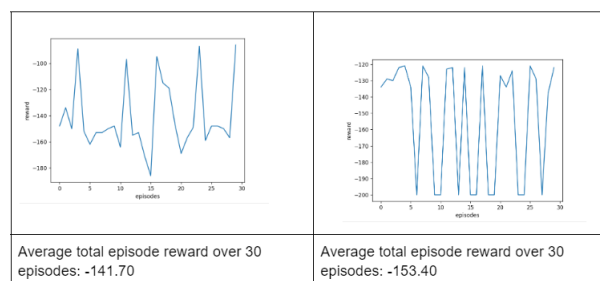 −100
−120
−140
−160
−180
reward
0 5 10 15 20 25 30
episodes
−120
−130
−140
−150
−160
−170
−180
−190
−200
reward
0 5 10 15 20 25 30
episodes
Average total episode reward over 30
episodes: -141.70
Average total episode reward over 30
episodes: -153.40